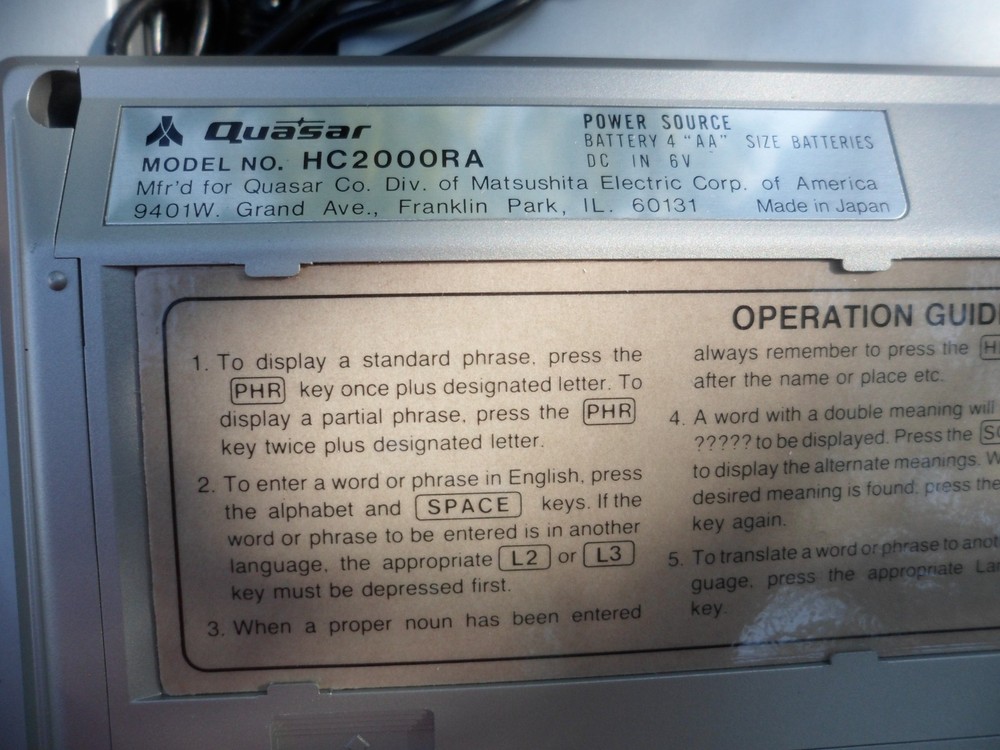 Quasar
MODEL NO. HC2000RA
POWER SOURCE
BATTERY 4 "AA" SIZE BATTERIES
DC IN 6V
Mfr'd for Quasar Co. Div. of Matsushita Electric Corp. of America
9401W. Grand Ave., Franklin Park, IL. 60131 Made in Japan
OPERATION
1. To display a standard phrase, press the
PHR key once plus designated letter. To
display a partial phrase, press the PHR
key twice plus designated letter.
2. To enter a word or phrase in English, press
the alphabet and SPACE keys. If the
word or phrase to be entered is in another
language, the appropriate L2 or L3
key must be depressed first.
3. When a proper noun has been entered
always remember to press the
after the name or place etc.
4. A word with a double meaning will
????? to be displayed. Press the
to display the alternate meanings.
desired meaning is found, press the
key again.
5. To translate a word or phrase to
guage, press the appropriate
key.